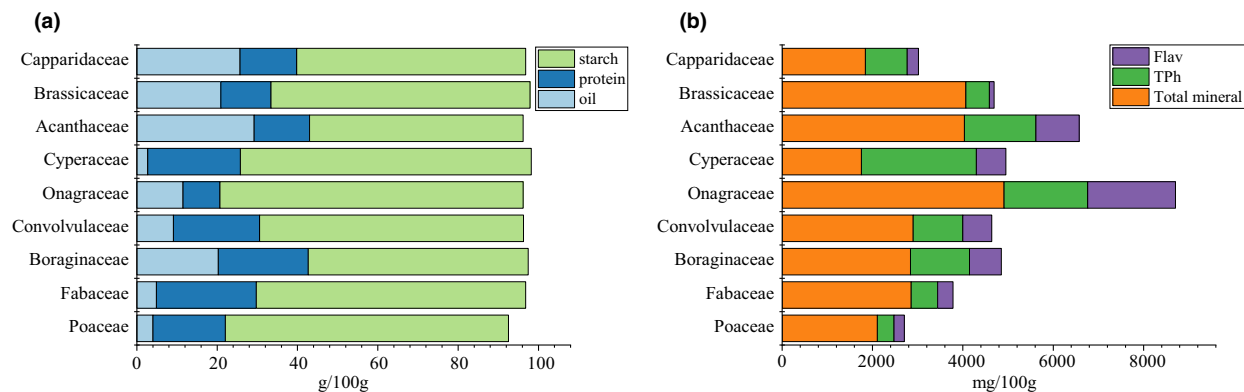 (a)
Capparidaceae
Brassicaceae
Acanthaceae
Cyperaceae
Onagraceae
Convolvulaceae
Boraginaceae
Fabaceae
Poaceae
starch
protein
oil
0 20 40 60 80 100
g/100g
(b)
Capparidaceae
Brassicaceae
Acanthaceae
Cyperaceae
Onagraceae
Convolvulaceae
Boraginaceae
Fabaceae
Poaceae
Flav
TPh
Total mineral
0 2000 4000 6000 8000
mg/100g